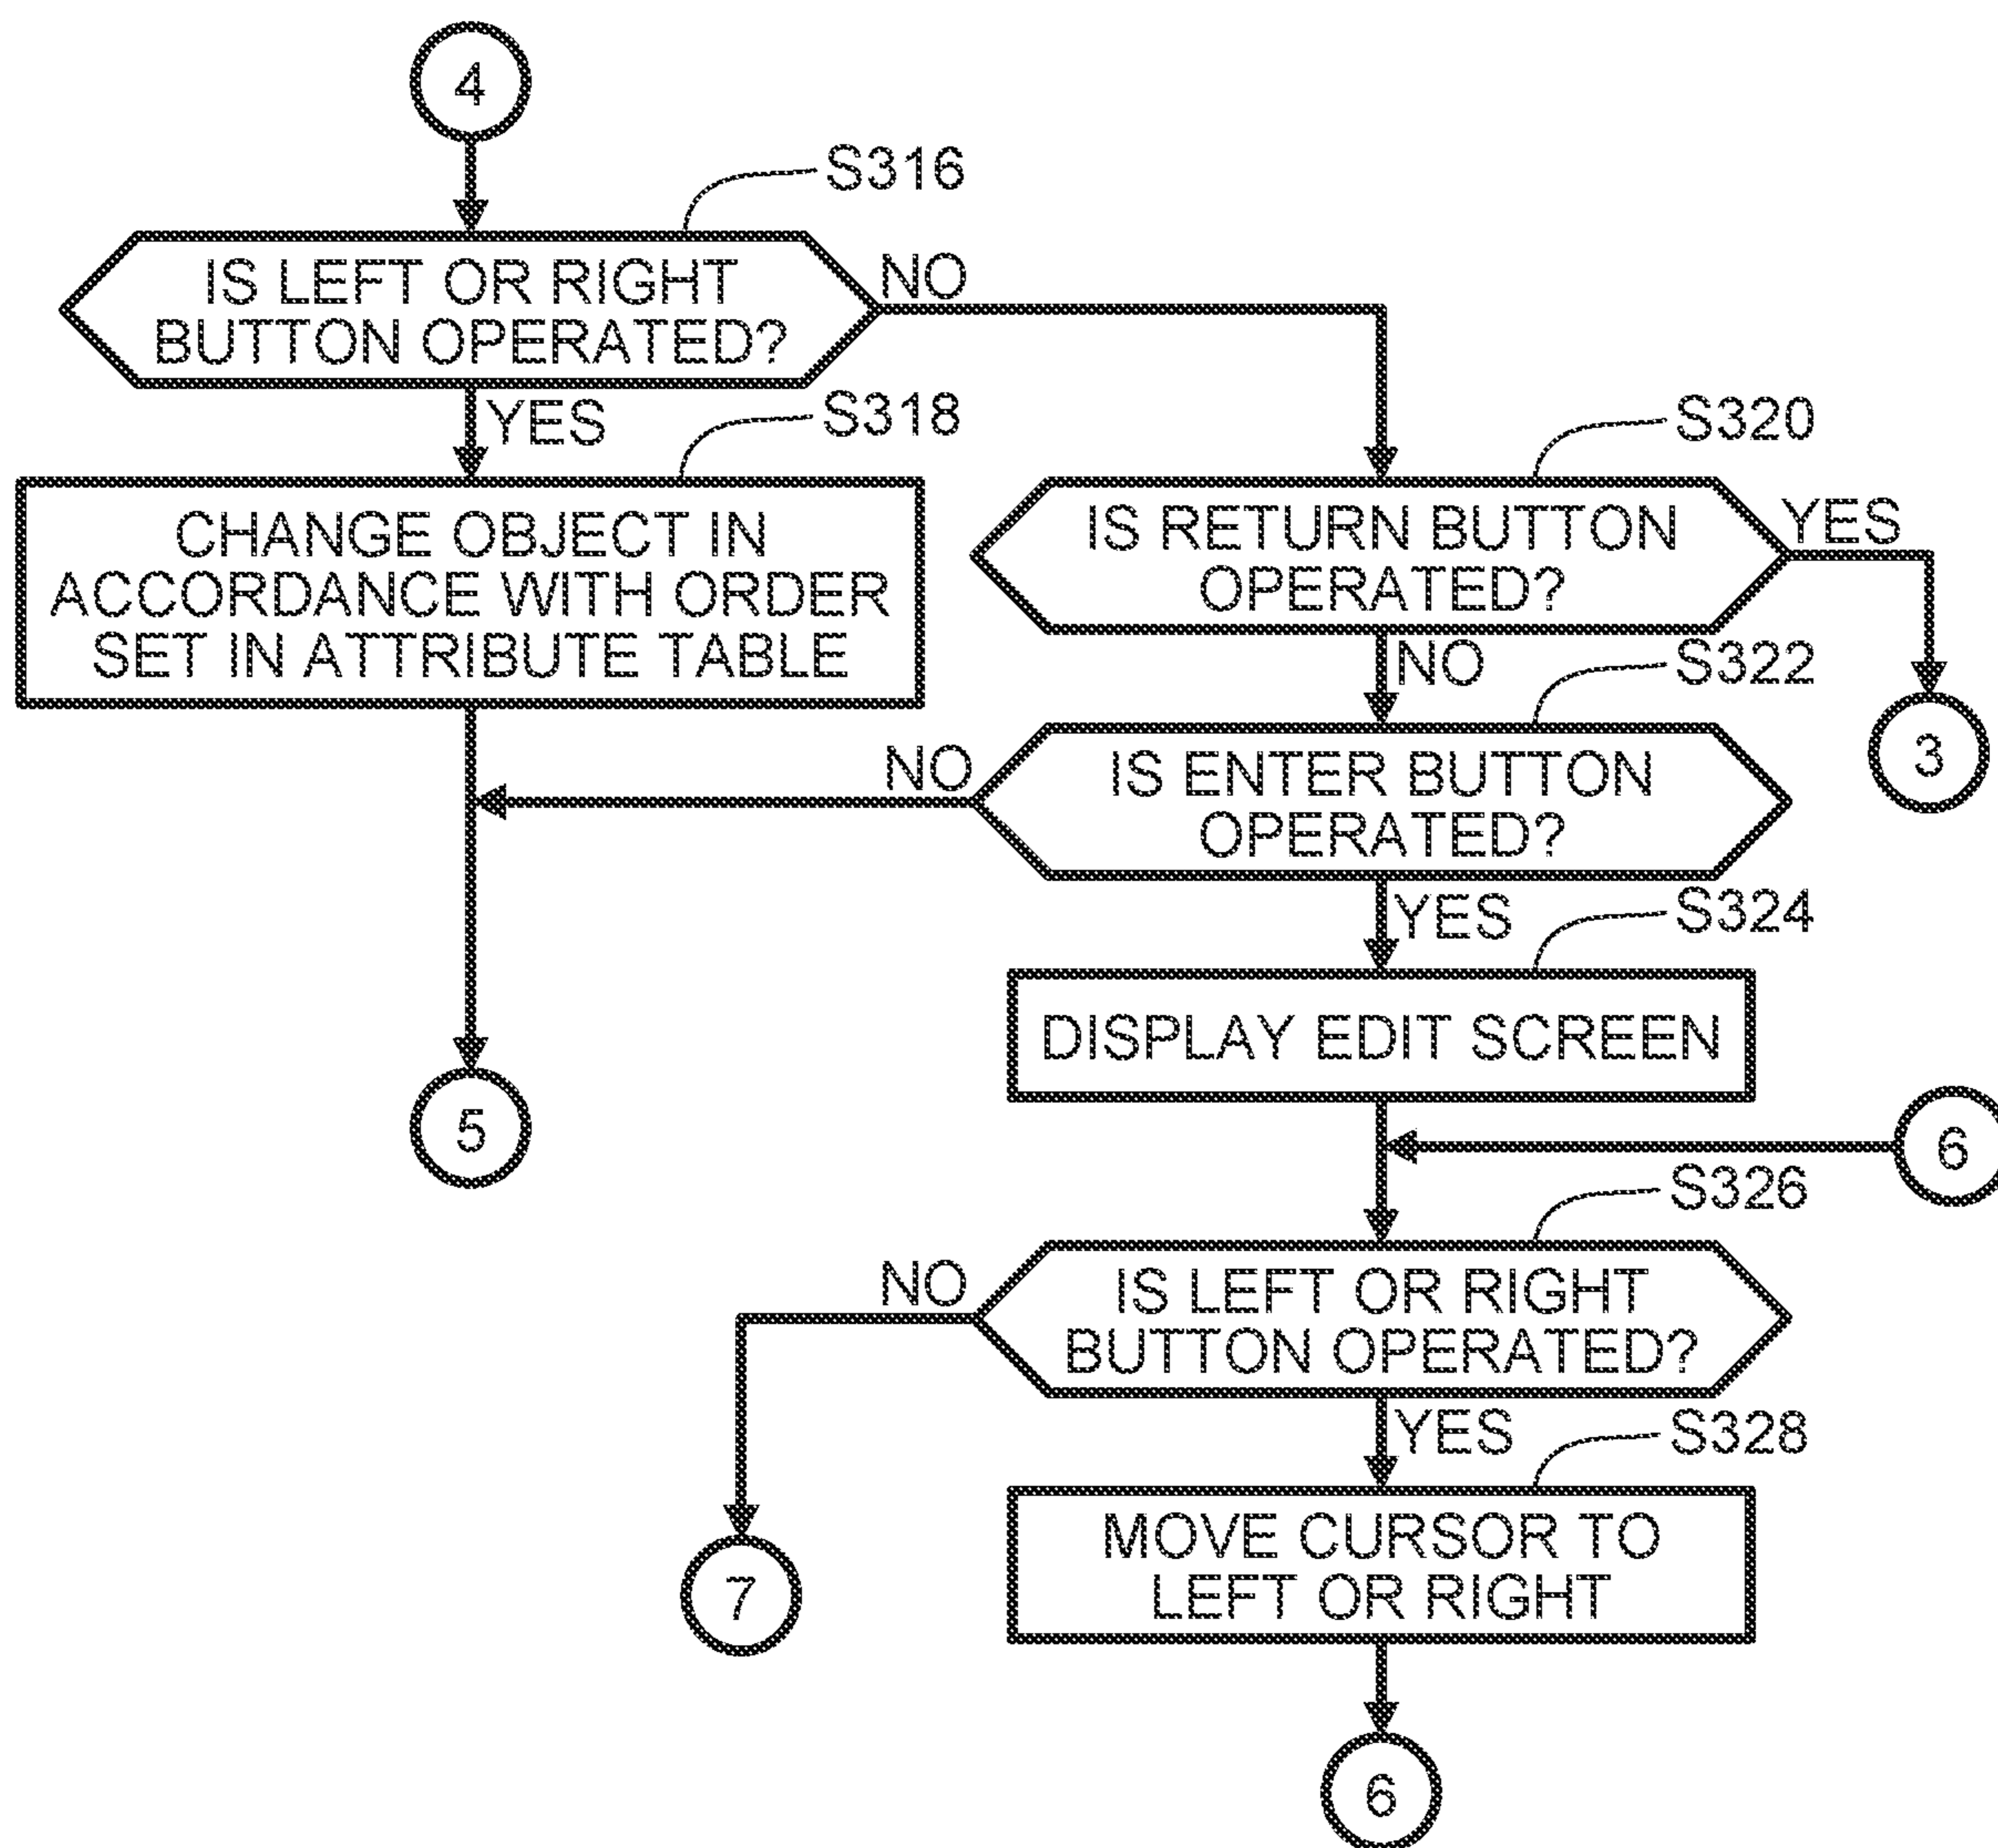 4
S316
IS LEFT OR RIGHT
BUTTON OPERATED?
NO
YES
S318
CHANGE OBJECT IN
ACCORDANCE WITH ORDER
SET IN ATTRIBUTE TABLE
S320
IS RETURN BUTTON
OPERATED?
YES
3
NO
S322
IS ENTER BUTTON
OPERATED?
NO
YES
S324
DISPLAY EDIT SCREEN
5
6
S326
IS LEFT OR RIGHT
BUTTON OPERATED?
NO
7
YES
S328
MOVE CURSOR TO
LEFT OR RIGHT
6